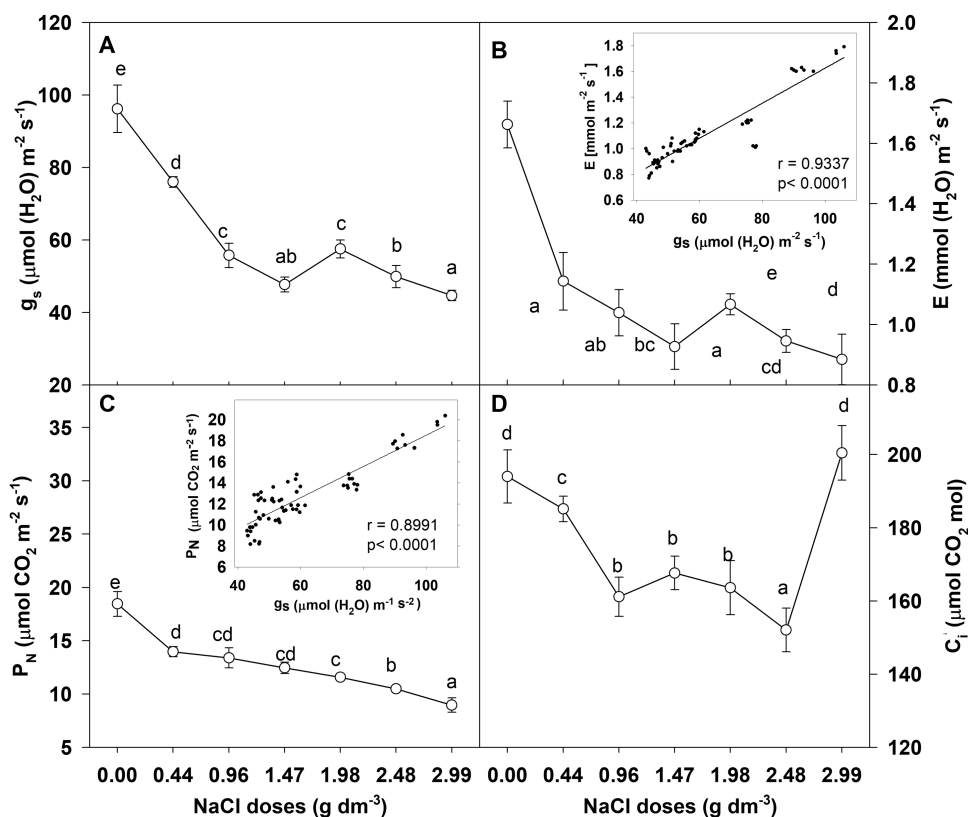 A
g_s (μmol (H₂O) m⁻² s⁻¹)
120
100
80
60
40
20
e
d
c
ab
c
b
a
B
E (mmol (H₂O) m⁻² s⁻¹)
2.0
1.8
1.6
1.4
1.2
1.0
0.8
E [mmol m⁻² s⁻¹)
1.8
1.6
1.4
1.2
1.0
0.8
0.6
r = 0.9337
p< 0.0001
40 60 80 100
g_s (μmol (H₂O) m⁻² s⁻¹)
a
ab
bc
a
e
cd
d
C
P_N (μmol CO₂ m⁻² s⁻¹)
35
30
25
20
15
10
5
P_N (μmol CO₂ m⁻² s⁻¹)
20
18
16
14
12
10
8
6
r = 0.8991
p< 0.0001
40 60 80 100
g_s (μmol (H₂O) m⁻¹ s⁻²)
e
d
cd
cd
c
b
a
0.00 0.44 0.96 1.47 1.98 2.48 2.99
NaCl doses (g dm⁻³)
D
d
c
b
b
b
a
d
200
180
160
140
120
C_i' (μmol CO₂ mol)
0.00 0.44 0.96 1.47 1.98 2.48 2.99
NaCl doses (g dm⁻³)